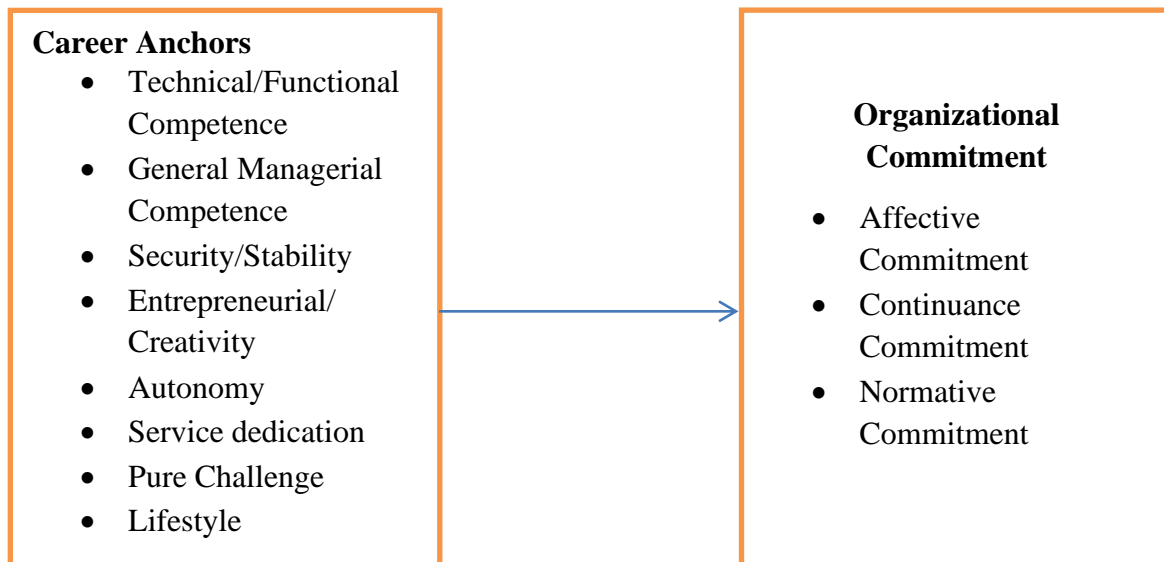 Career Anchors
• Technical/Functional
Competence
• General Managerial
Competence
• Security/Stability
• Entrepreneurial/
Creativity
• Autonomy
• Service dedication
• Pure Challenge
• Lifestyle
Organizational
Commitment
• Affective
Commitment
• Continuance
Commitment
• Normative
Commitment